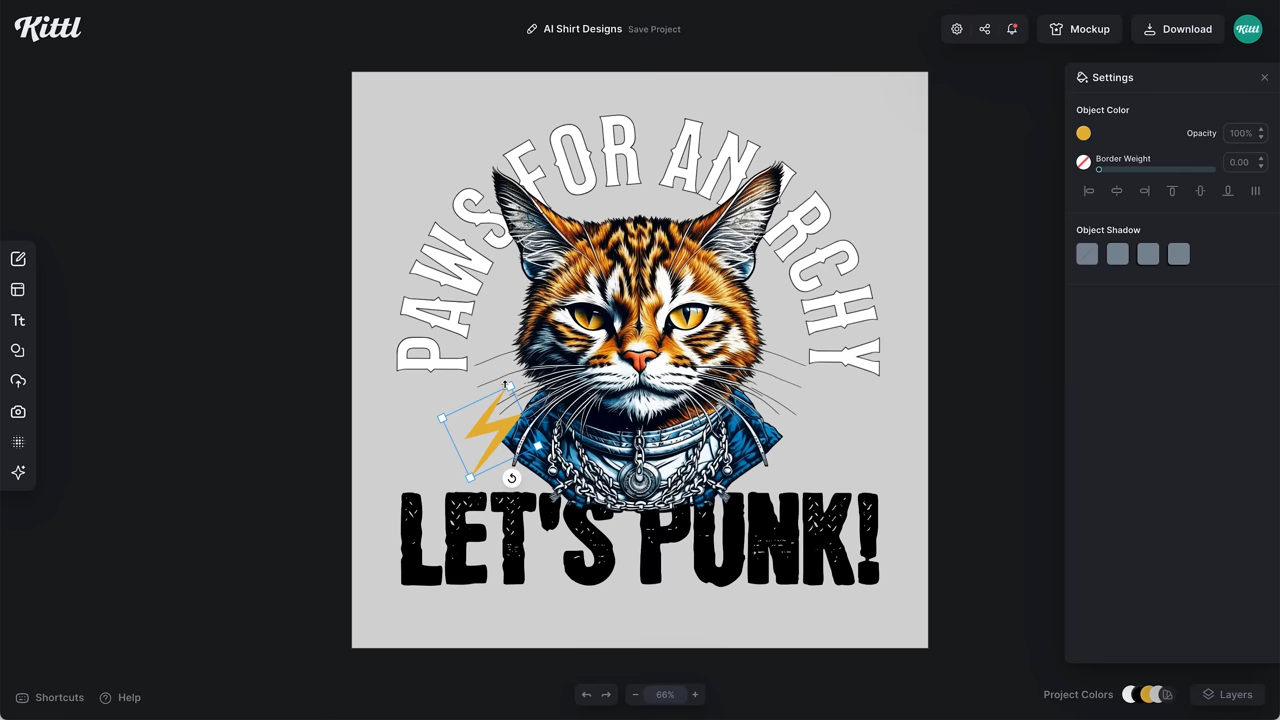 Kittl
AI Shirt Designs Save Project
Mockup
Download
Kittl
Settings
Object Color
Opacity 100%
Border Weight 0.00
Object Shadow
PAWS FOR ANARCHY
LET'S PUNK!
Tt
Shortcuts
Help
66%
Project Colors
Layers